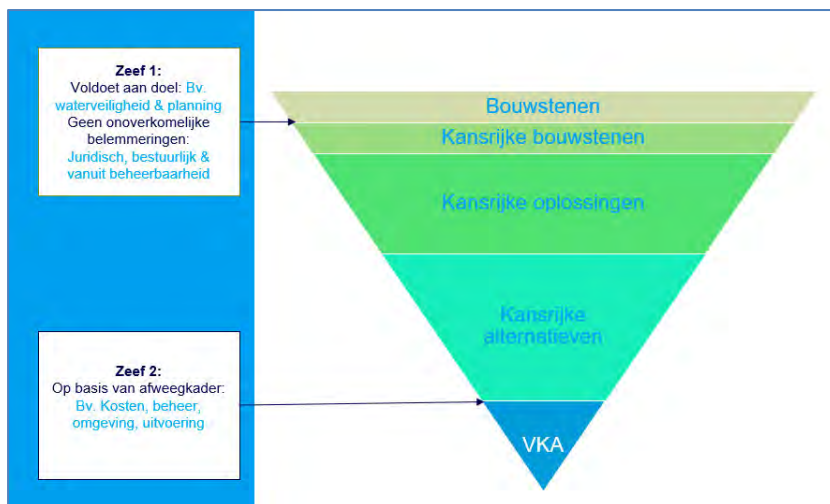 Zeef 1:
Voldoet aan doel: Bv.
waterveiligheid & planning
Geen onoverkomelijke
belemmeringen:
Juridisch, bestuurlijk &
vanuit beheerbaarheid
Bouwstenen
Kansrijke bouwstenen
Kansrijke oplossingen
Kansrijke
alternatieven
Zeef 2:
Op basis van afweegkader:
Bv. Kosten, beheer,
omgeving, uitvoering
VKA